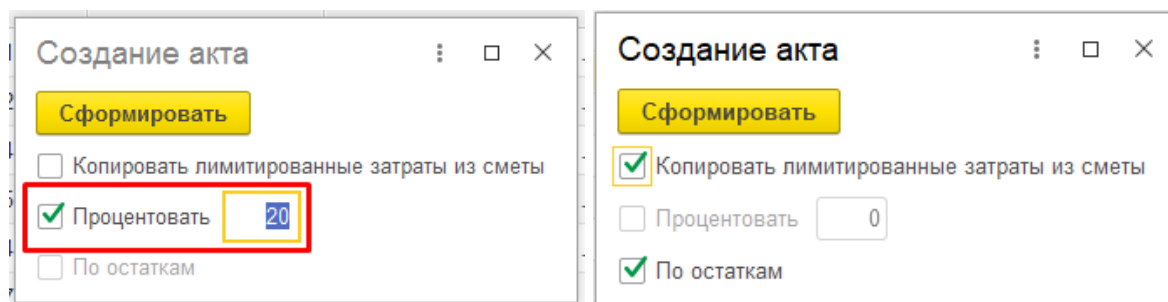 Создание акта
Сформировать
Копировать лимитированные затраты из сметы
Процентовать 20
По остаткам
Создание акта
Сформировать
Копировать лимитированные затраты из сметы
Процентовать 0
По остаткам